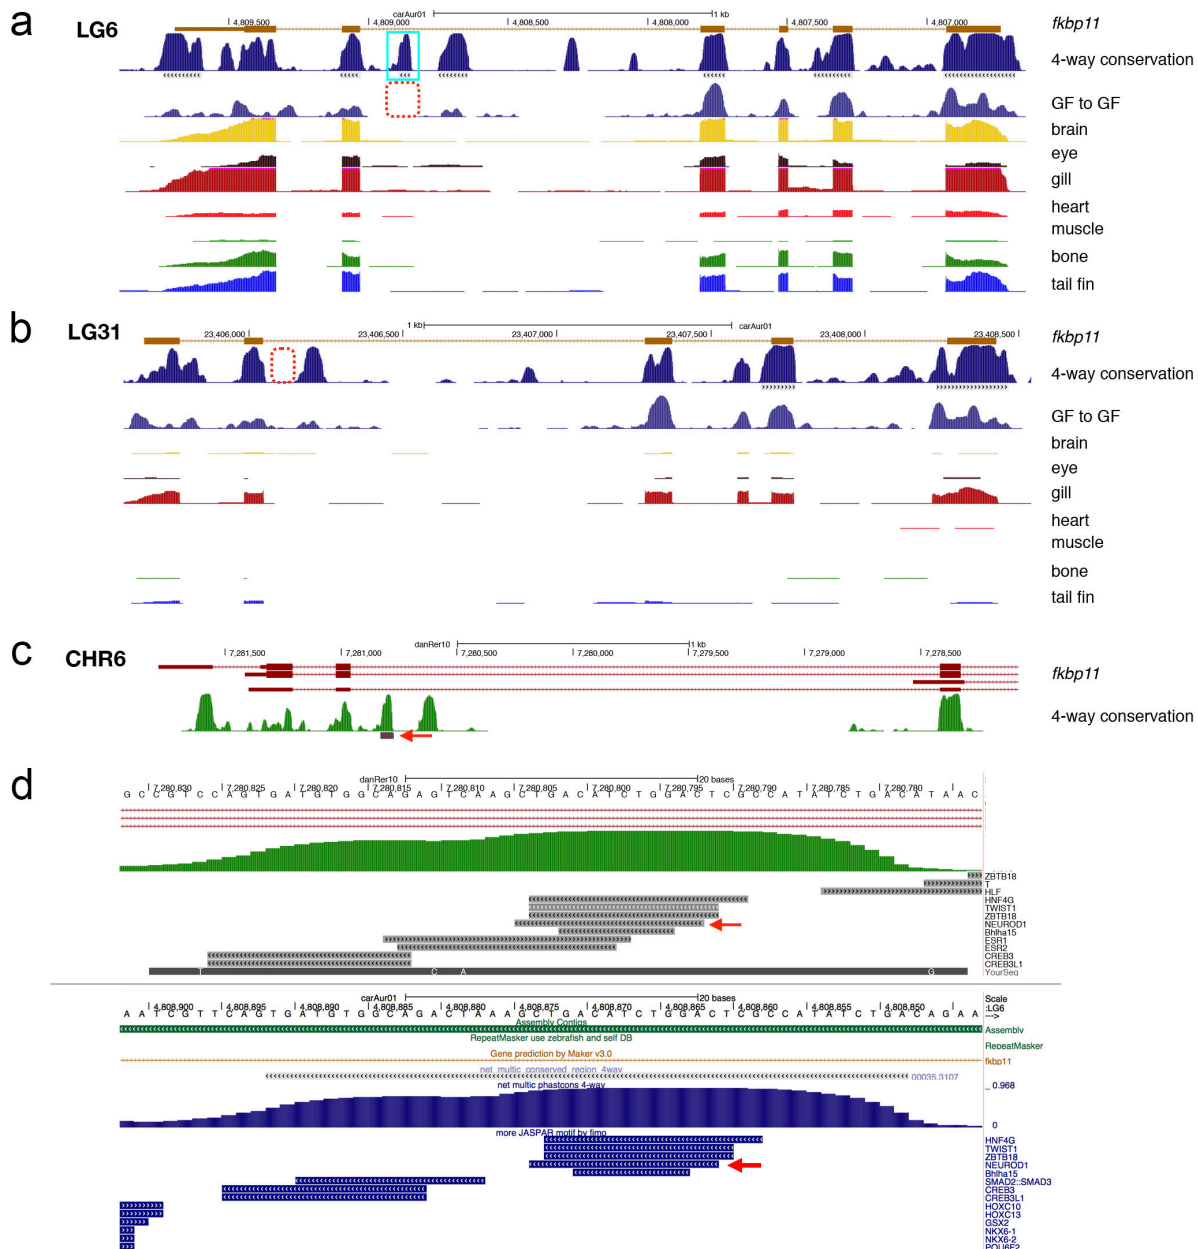 a
LG6
carAur01
1 kb
4,809,500
4,809,000
4,808,500
4,808,000
4,807,500
4,807,000
fkbp11
4-way conservation
GF to GF
brain
eye
gill
heart
muscle
bone
tail fin
b
LG31
1 kb
carAur01
23,406,000
23,406,500
23,407,000
23,407,500
23,408,000
23,408,500
fkbp11
4-way conservation
GF to GF
brain
eye
gill
heart
muscle
bone
tail fin
c
CHR6
danRer10
1 kb
7,281,500
7,281,000
7,280,500
7,280,000
7,279,500
7,279,000
7,278,500
fkbp11
4-way conservation
d
danRer10
20 bases
7,280,830
7,280,825
7,280,820
7,280,815
7,280,810
7,280,805
7,280,800
7,280,795
7,280,790
7,280,785
7,280,780
G C C G T C C A G T G A T G T G G C A G A G T C A A G C T G A C A T C T G G A C T C G C C A T A T C T G A C A T A A C
ZBTB18
T
HLF
HNF4G
TWIST1
ZBTB18
NEUROD1
Bhlha15
ESR1
ESR2
CREB3
CREB3L1
T C A G YourSeq
carAur01
20 bases
Scale
4,808,900
4,808,895
4,808,890
4,808,885
4,808,880
4,808,875
4,808,870
4,808,865
4,808,860
4,808,855
4,808,850
:LG6
A A T C G T T C A G T G A T G T G G C A G A C T A A A G C T G A C A T C T G G A C T C G C C A T A T C T G A C A G A A
--->
Assembly Contigs
Assembly
RepeatMasker use zebrafish and self DB
RepeatMasker
Gene prediction by Maker v3.0
fkbp11
net_multic_conserved_region_4way
00035.3107
net multic phastcons 4-way
0.968
0
more JASPAR motif by fimo
HNF4G
TWIST1
ZBTB18
NEUROD1
Bhlha15
SMAD2::SMAD3
CREB3
CREB3L1
HOXC10
HOXC13
GSX2
NKX6-1
NKX6-2
POU6F2